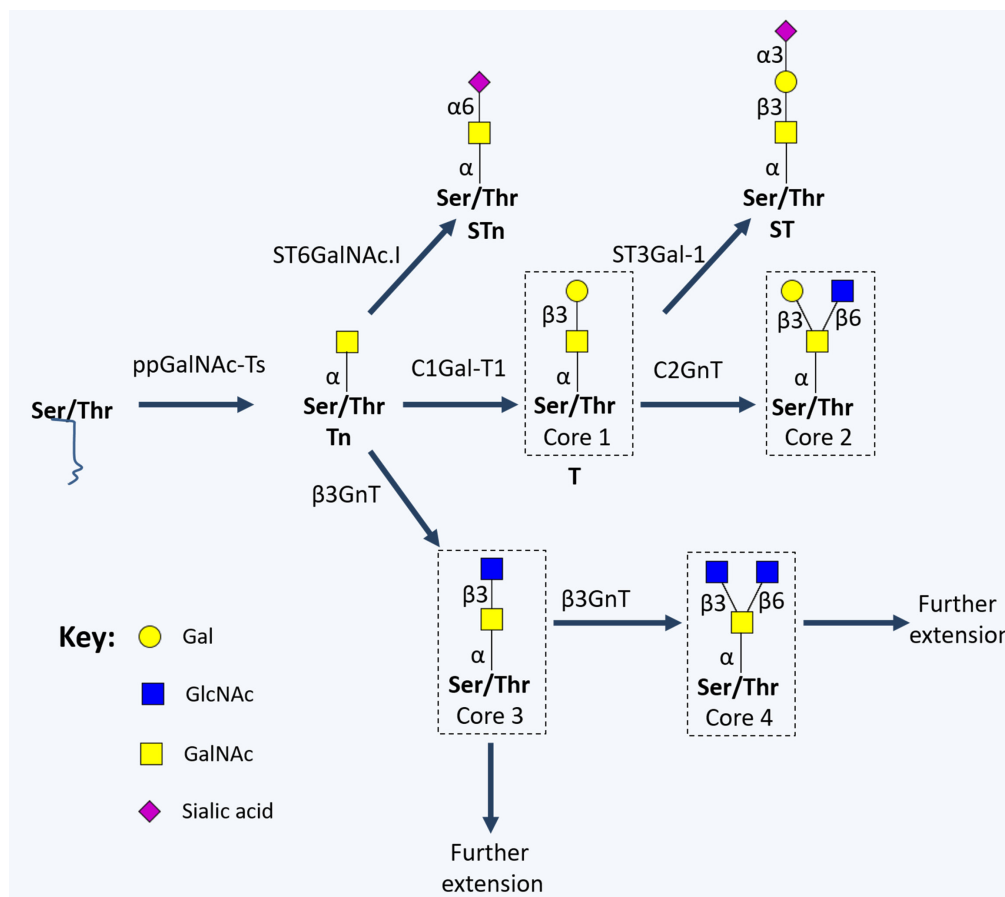 α3
β3
α
Ser/Thr
ST
α6
α
Ser/Thr
STn
ST6GalNAc.I
ST3Gal-1
ppGalNAc-Ts
Ser/Thr
α
Ser/Thr
Tn
C1Gal-T1
β3
α
Ser/Thr
Core 1
T
C2GnT
β3
β6
α
Ser/Thr
Core 2
β3GnT
β3
α
Ser/Thr
Core 3
β3GnT
β3
β6
α
Ser/Thr
Core 4
Further
extension
Further
extension
Key:
Gal
GlcNAc
GalNAc
Sialic acid